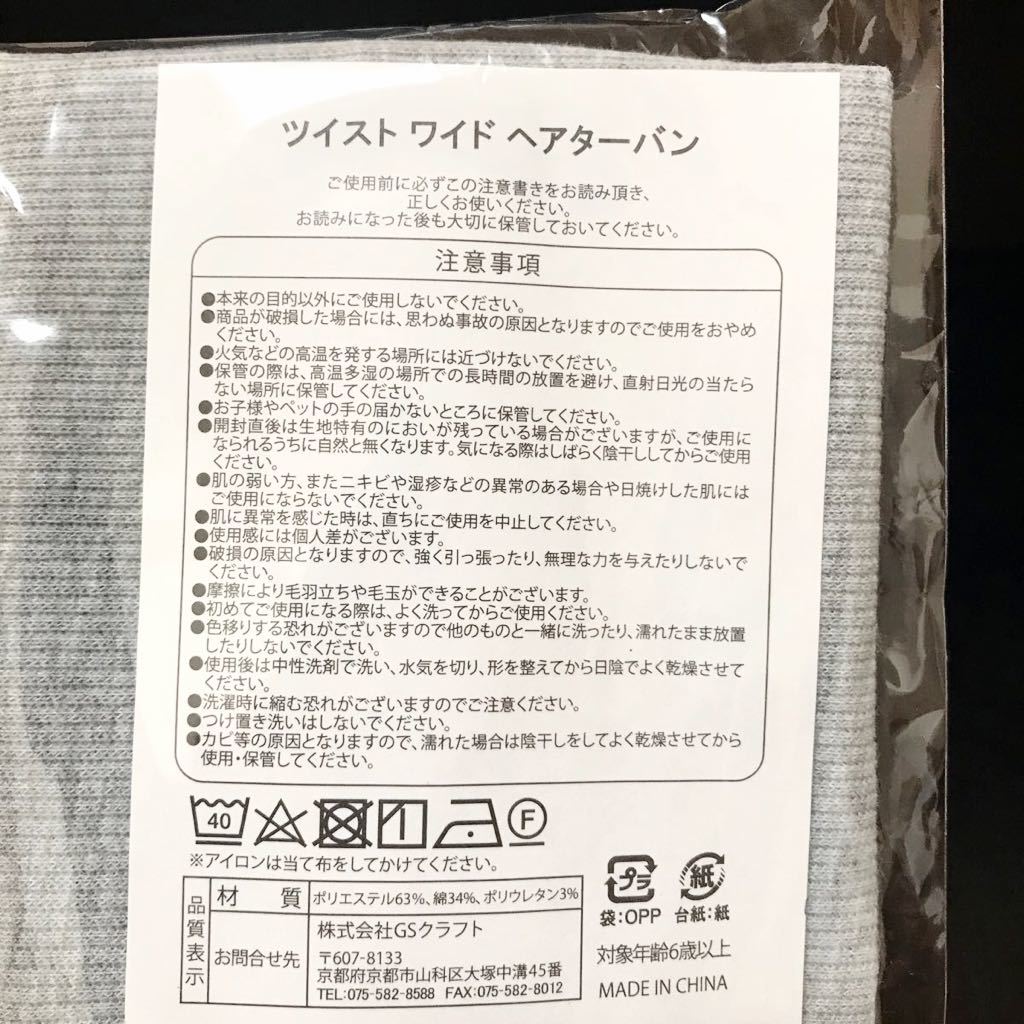 ツイスト ワイド ヘアターバン
ご使用前に必ずこの注意書きをお読み頂き、
正しくお使いください。
お読みになった後も大切に保管しておいてください。
注意事項
●本来の目的以外にご使用しないでください。
●商品が破損した場合には、思わぬ事故の原因となりますのでご使用をおやめ
ください。
●火気などの高温を発する場所には近づけないでください。
●保管の際は、高温多湿の場所での長時間の放置を避け、直射日光の当たら
ない場所に保管してください。
●お子様やペットの手の届かないところに保管してください。
●開封直後は生地特有のにおいが残っている場合がございますが、ご使用に
なられるうちに自然と無くなります。気になる際はしばらく陰干ししてからご使用
ください。
●肌の弱い方、またニキビや湿疹などの異常のある場合や日焼けした肌には
ご使用にならないでください。
●肌に異常を感じた時は、直ちにご使用を中止してください。
●使用感には個人差がございます。
●破損の原因となりますので、強く引っ張ったり、無理な力を与えたりしないで
ください。
●摩擦により毛羽立ちや毛玉ができることがございます。
●初めてご使用になる際は、よく洗ってからご使用ください。
●色移りする恐れがございますので他のものと一緒に洗ったり、濡れたまま放置
したりしないでください。
●使用後は中性洗剤で洗い、水気を切り、形を整えてから日陰でよく乾燥させて
ください。
●洗濯時に縮む恐れがございますのでご注意ください。
●つけ置き洗いはしないでください。
●カビ等の原因となりますので、濡れた場合は陰干しをしてよく乾燥させてから
使用・保管してください。
40 F
※アイロンは当て布をしてかけてください。
品質表示
材 質 ポリエステル63%、綿34%、ポリウレタン3%
お問合せ先
株式会社GSクラフト
〒607-8133
京都府京都市山科区大塚中溝45番
TEL:075-582-8588 FAX:075-582-8012
プラ 紙
袋:OPP 台紙:紙
対象年齢6歳以上
MADE IN CHINA